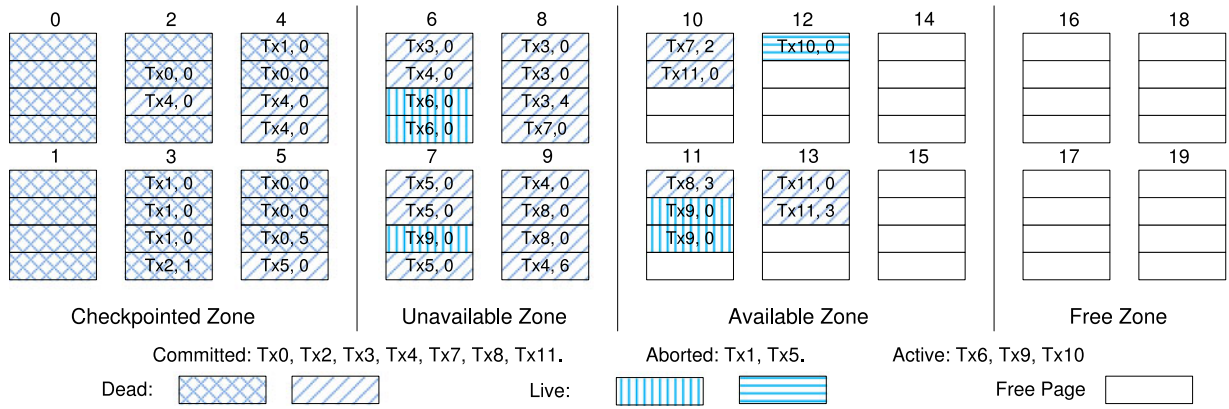 0 2 4 6 8 10 12 14 16 18
Tx1, 0 Tx3, 0 Tx3, 0 Tx7, 2 Tx10, 0
Tx0, 0 Tx0, 0 Tx4, 0 Tx3, 0 Tx11, 0
Tx4, 0 Tx4, 0 Tx6, 0 Tx3, 4
Tx4, 0 Tx6, 0 Tx7,0
1 3 5 7 9 11 13 15 17 19
Tx1, 0 Tx0, 0 Tx5, 0 Tx4, 0 Tx8, 3 Tx11, 0
Tx1, 0 Tx0, 0 Tx5, 0 Tx8, 0 Tx9, 0 Tx11, 3
Tx1, 0 Tx0, 5 Tx9, 0 Tx8, 0 Tx9, 0
Tx2, 1 Tx5, 0 Tx5, 0 Tx4, 6
Checkpointed Zone Unavailable Zone Available Zone Free Zone
Committed: Tx0, Tx2, Tx3, Tx4, Tx7, Tx8, Tx11. Aborted: Tx1, Tx5. Active: Tx6, Tx9, Tx10
Dead: Live: Free Page